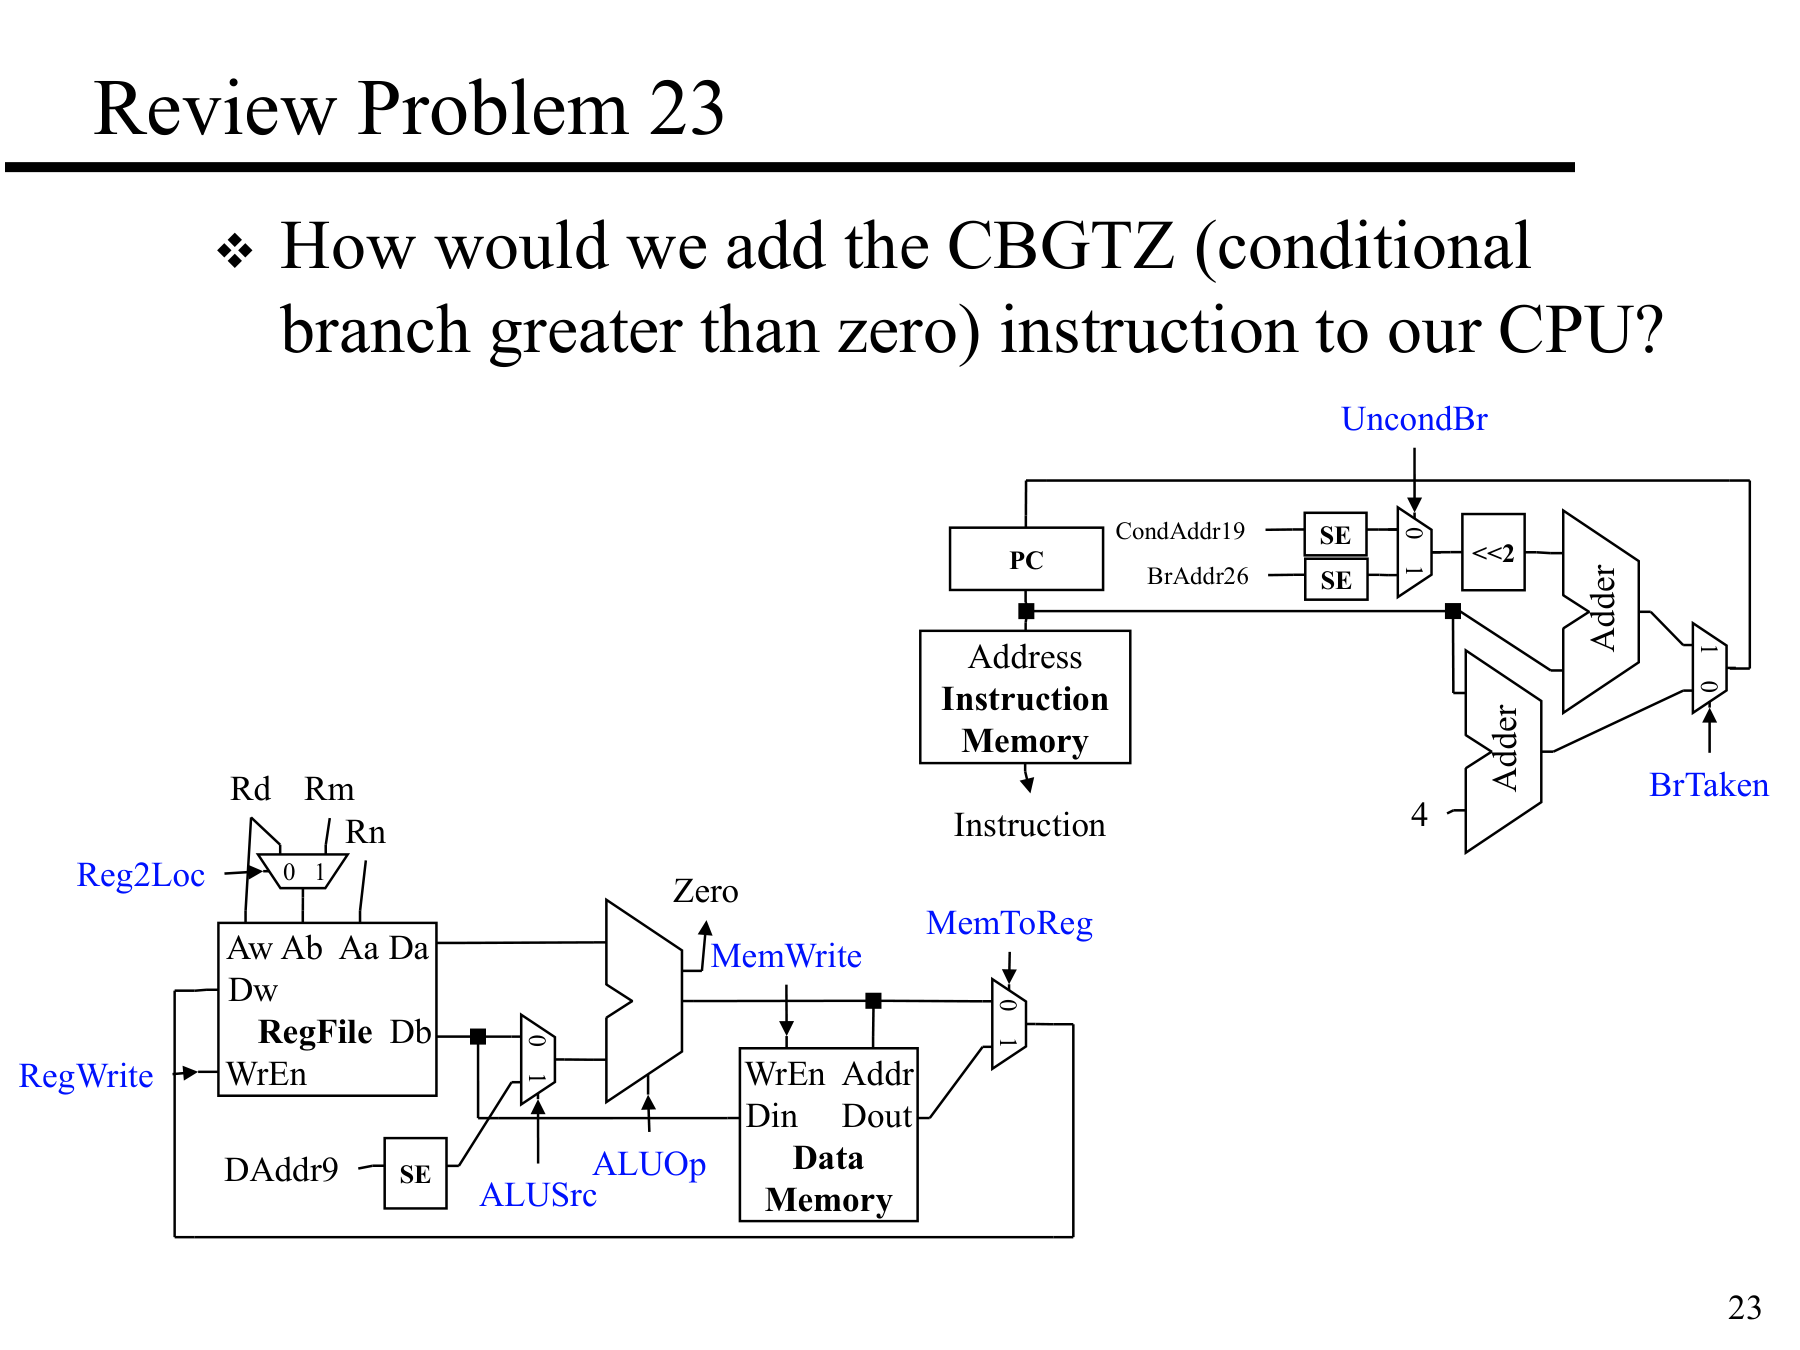 Review Problem 23
❖ How would we add the CBGTZ (conditional
branch greater than zero) instruction to our CPU?
UncondBr
CondAddr19
SE
0
1
<<2
PC
BrAddr26
SE
Adder
Address
Instruction
Memory
1
0
Adder
BrTaken
4
Instruction
Rd Rm
Rn
Reg2Loc
0 1
Zero
MemToReg
Aw Ab Aa Da
MemWrite
Dw
RegFile Db
0
1
0
1
RegWrite
WrEn
WrEn Addr
Din Dout
DAddr9
SE
ALUOp
Data
ALUSrc
Memory
23